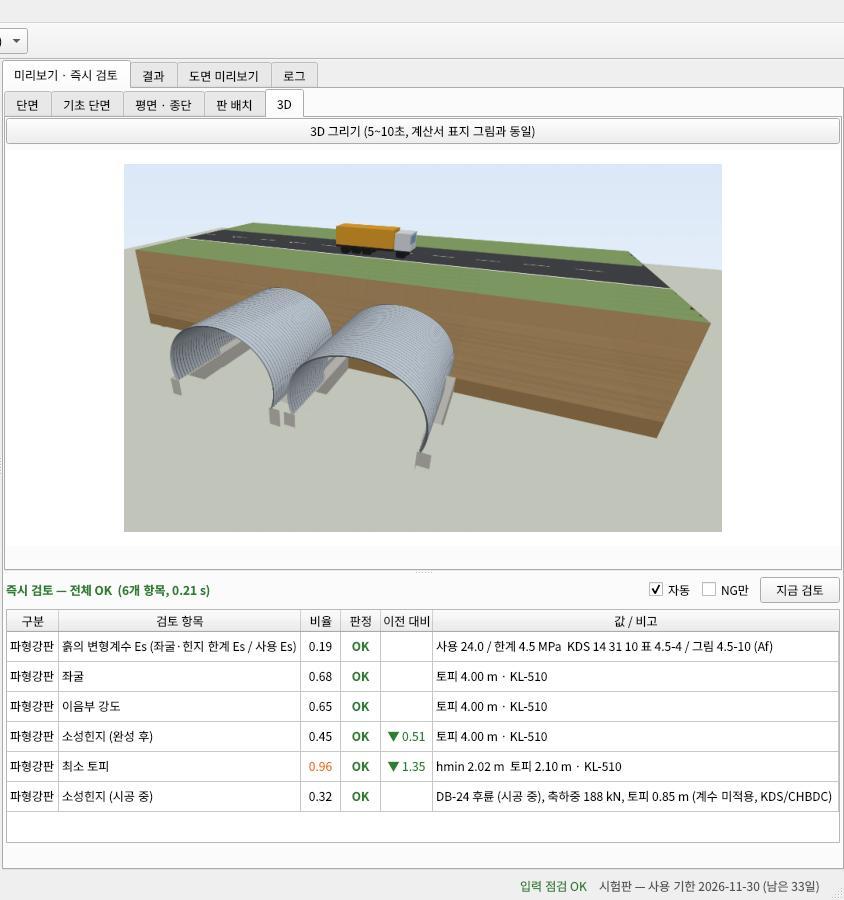 미리보기 · 즉시 검토 결과 도면 미리보기 로그
단면 기초 단면 평면 · 종단 판 배치 3D
3D 그리기 (5~10초, 계산서 표지 그림과 동일)
즉시 검토 — 전체 OK (6개 항목, 0.21 s) 자동 NG만 지금 검토
구분 검토 항목 비율 판정 이전 대비 값 / 비고
파형강판 흙의 변형계수 Es (좌굴·힌지 한계 Es / 사용 Es) 0.19 OK 사용 24.0 / 한계 4.5 MPa KDS 14 31 10 표 4.5-4 / 그림 4.5-10 (Af)
파형강판 좌굴 0.68 OK 토피 4.00 m · KL-510
파형강판 이음부 강도 0.65 OK 토피 4.00 m · KL-510
파형강판 소성힌지 (완성 후) 0.45 OK ▼ 0.51 토피 4.00 m · KL-510
파형강판 최소 토피 0.96 OK ▼ 1.35 hmin 2.02 m 토피 2.10 m · KL-510
파형강판 소성힌지 (시공 중) 0.32 OK DB-24 후륜 (시공 중), 축하중 188 kN, 토피 0.85 m (계수 미적용, KDS/CHBDC)
입력 점검 OK 시험판 — 사용 기한 2026-11-30 (남은 33일)